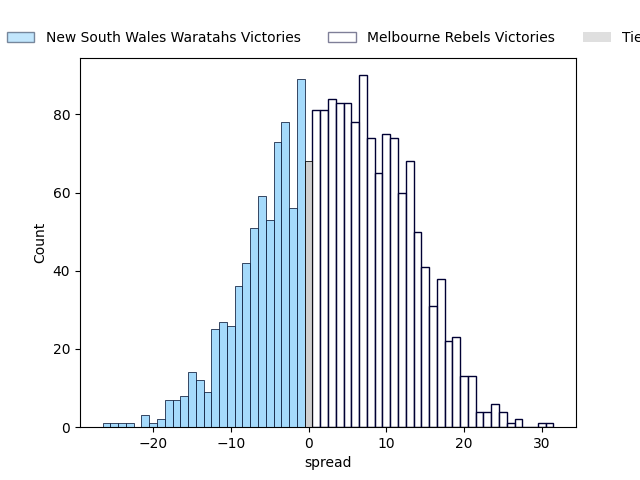 New South Wales Waratahs Victories Melbourne Rebels Victories Tie
80
60
40
20
0
Count
−20 −10 0 10 20 30
spread